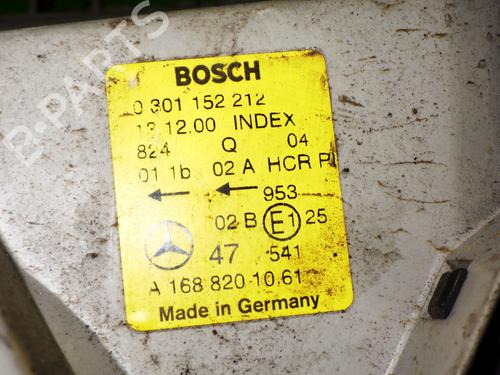 B-PARTS
BOSCH
0 301 152 212
13.12.00 INDEX
824 Q 04
01 1b 02 A HCR P
953
02 B E1 25
47 541
A 168 820 10 61
Made in Germany